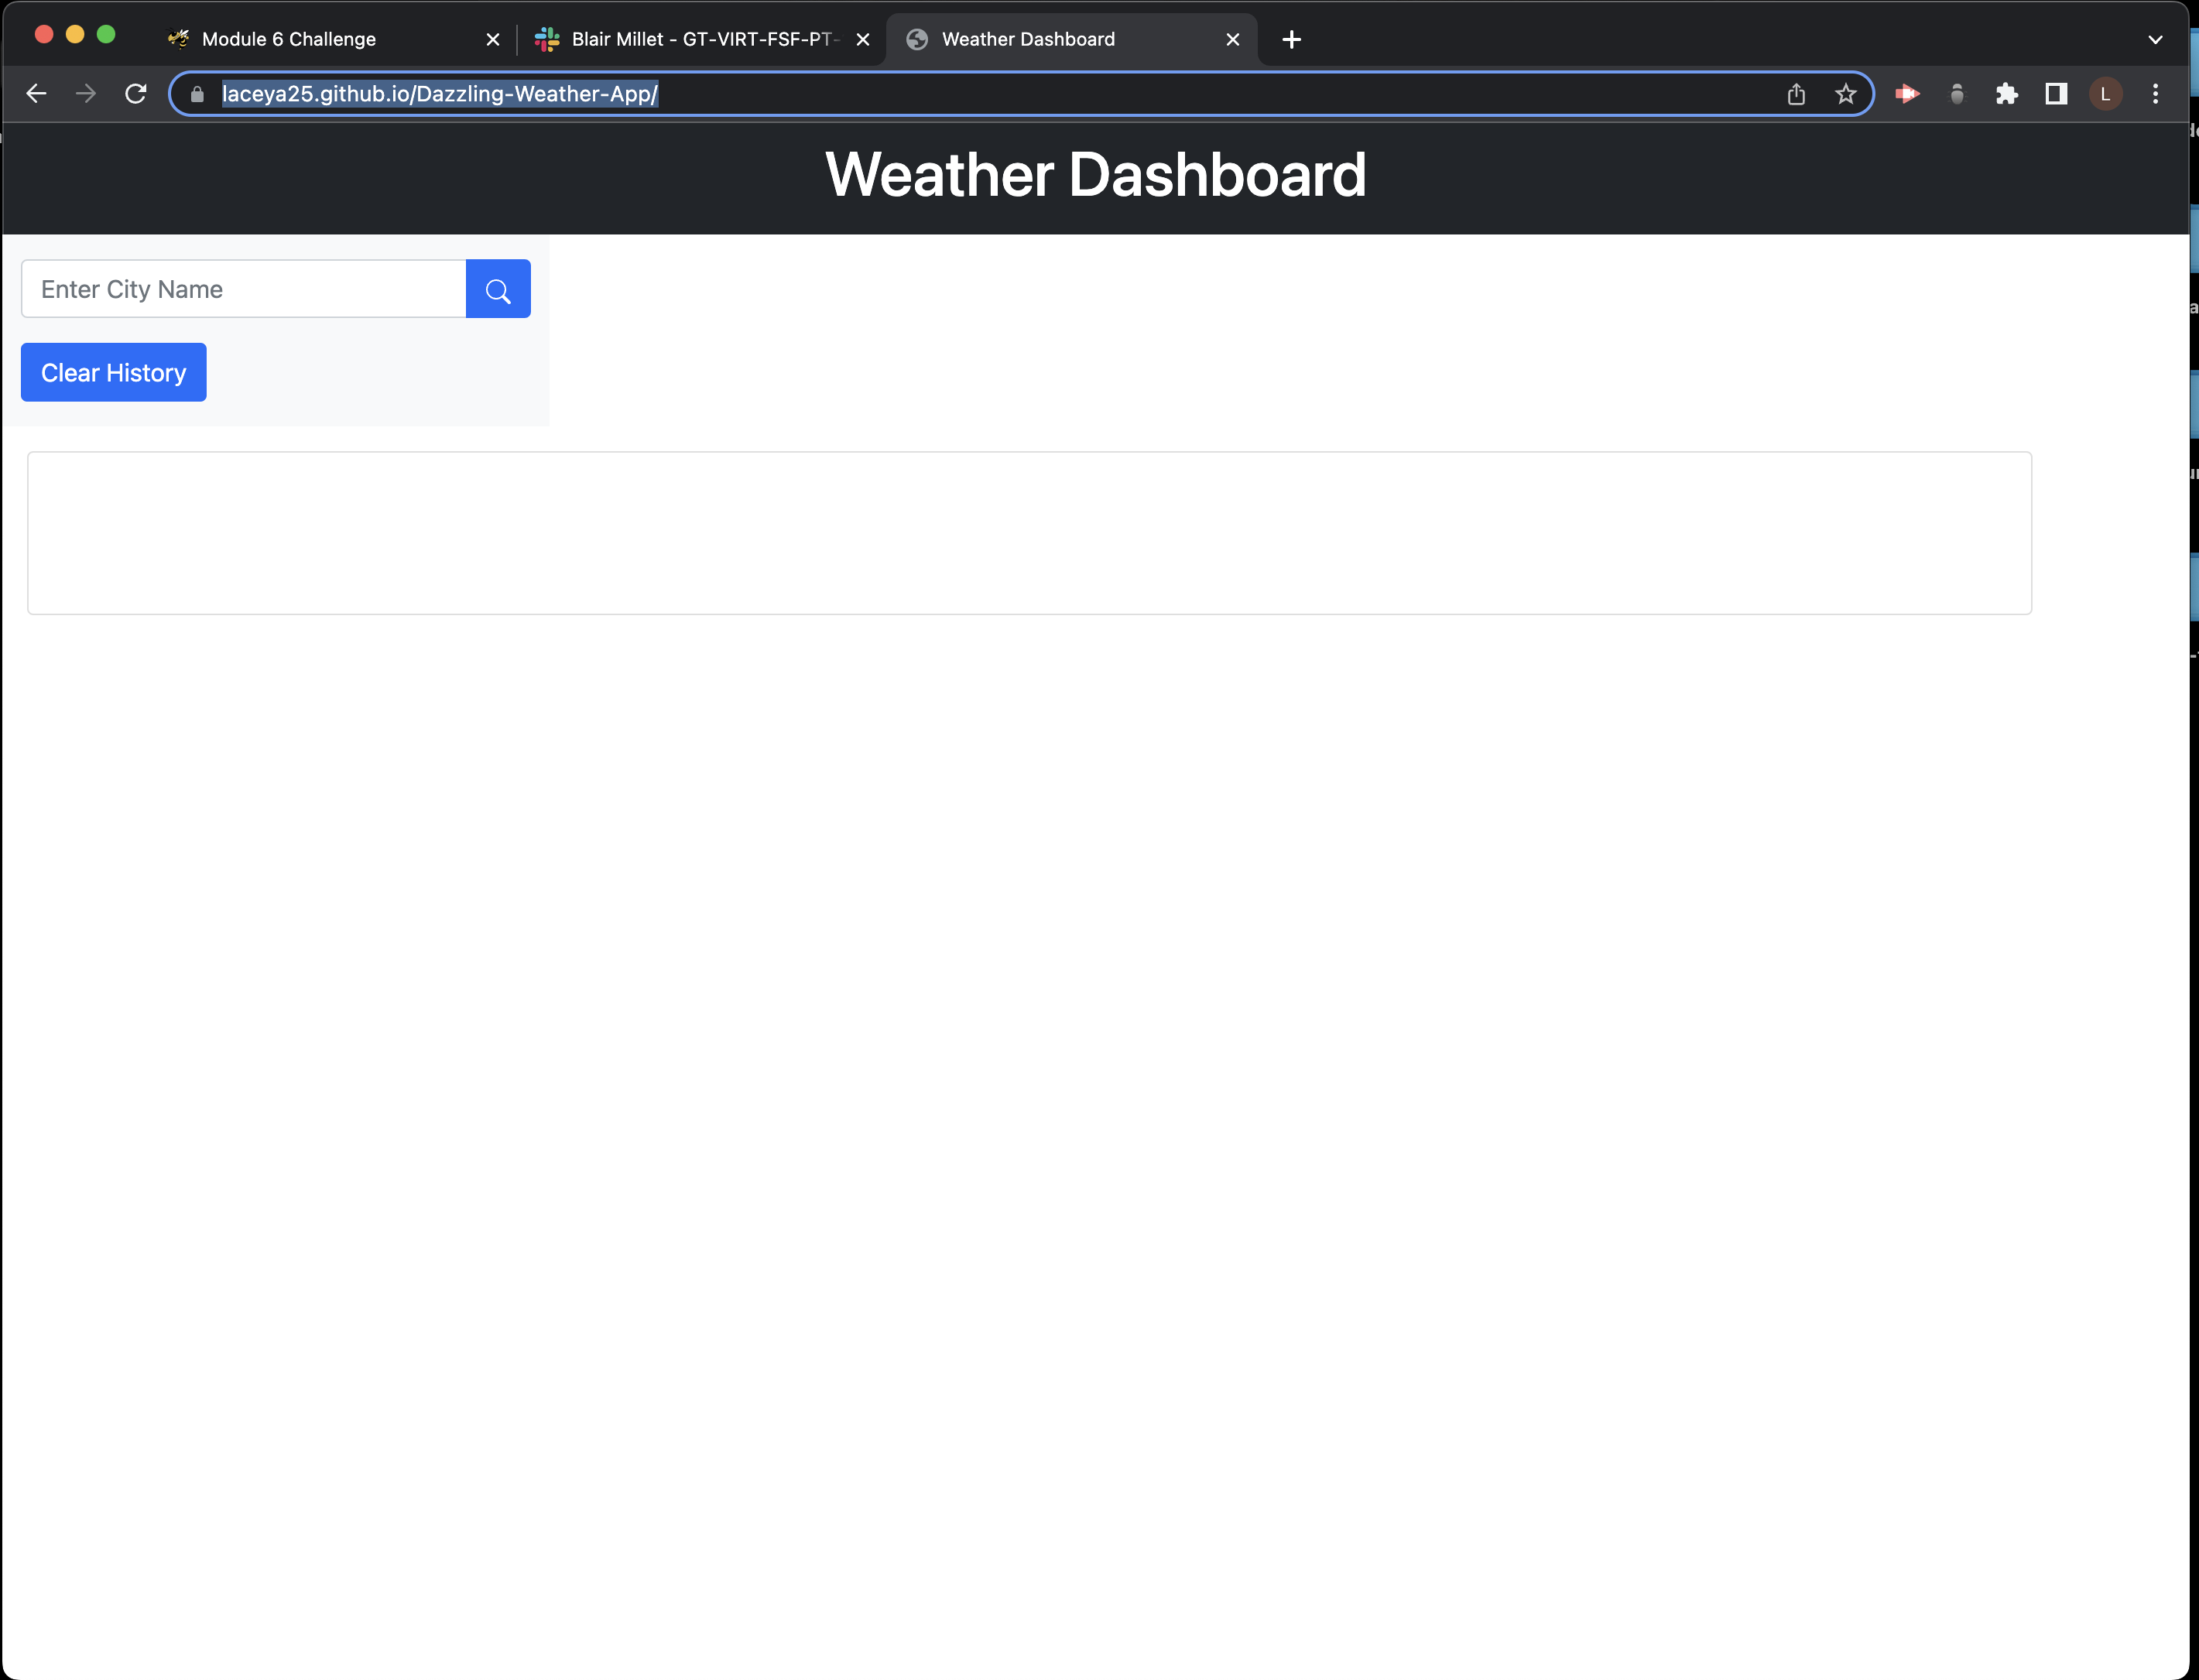 Module 6 Challenge
Blair Millet - GT-VIRT-FSF-PT-
Weather Dashboard
laceya25.github.io/Dazzling-Weather-App/
L
Weather Dashboard
Enter City Name
Clear History